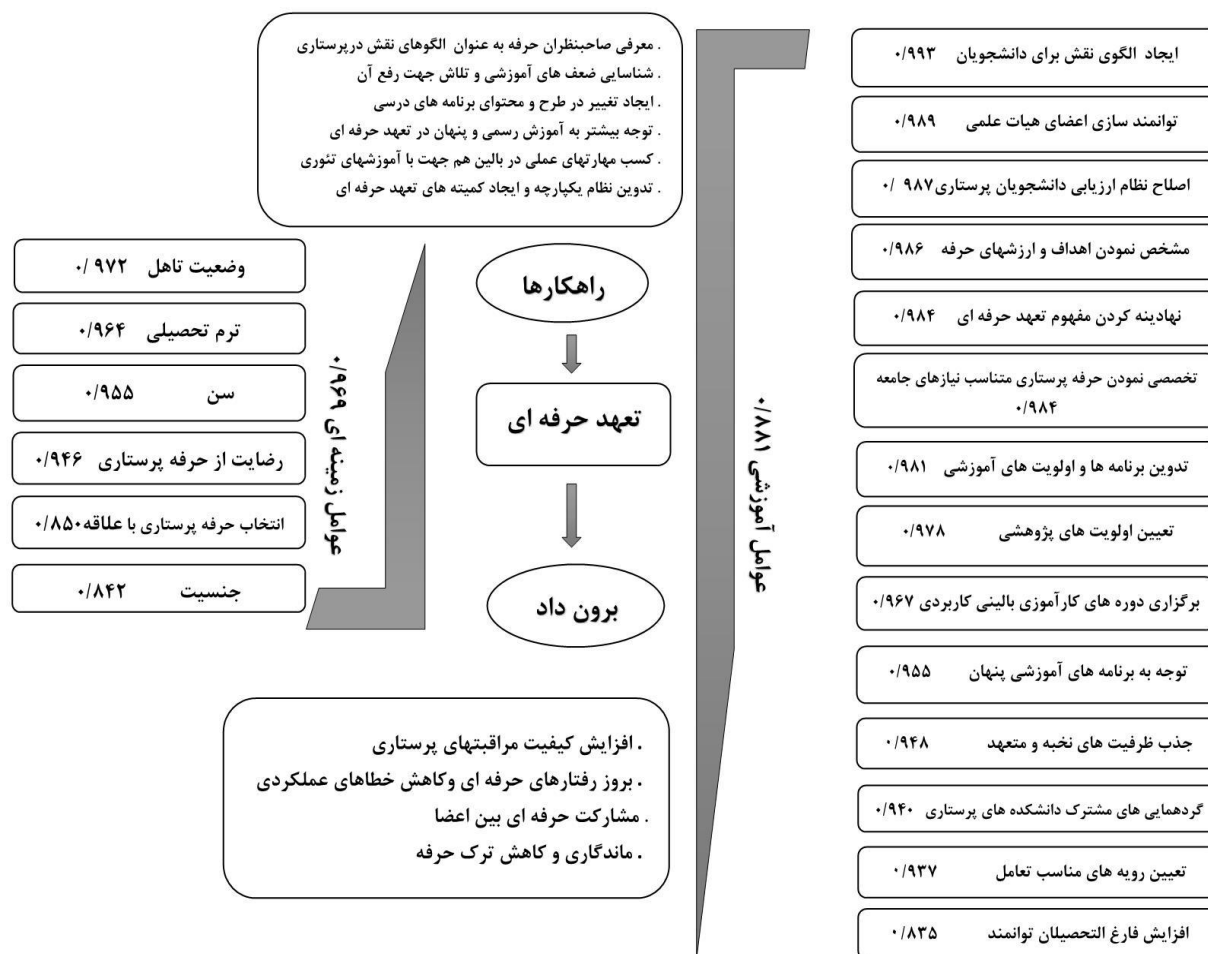 . معرفی صاحبنظران حرفه به عنوان الگوهای نقش درپرستاری
. شناسایی ضعف های آموزشی و تلاش جهت رفع آن
. ایجاد تغییر در طرح و محتوای برنامه های درسی
. توجه بیشتر به آموزش رسمی و پنهان در تعهد حرفه ای
. کسب مهارتهای عملی در بالین هم جهت با آموزشهای تئوری
. تدوین نظام یکپارچه و ایجاد کمیته های تعهد حرفه ای
ایجاد الگوی نقش برای دانشجویان ۰/۹۹۳
توانمند سازی اعضای هیات علمی ۰/۹۸۹
اصلاح نظام ارزیابی دانشجویان پرستاری۰/ ۹۸۷
مشخص نمودن اهداف و ارزشهای حرفه ۰/۹۸۶
نهادینه کردن مفهوم تعهد حرفه ای ۰/۹۸۴
تخصصی نمودن حرفه پرستاری متناسب نیازهای جامعه
۰/۹۸۴
تدوین برنامه ها و اولویت های آموزشی ۰/۹۸۱
تعیین اولویت های پژوهشی ۰/۹۷۸
برگزاری دوره های کارآموزی بالینی کاربردی ۰/۹۶۷
توجه به برنامه های آموزشی پنهان ۰/۹۵۵
جذب ظرفیت های نخبه و متعهد ۰/۹۴۸
گردهمایی های مشترک دانشکده های پرستاری ۰/۹۴۰
تعیین رویه های مناسب تعامل ۰/۹۳۷
افزایش فارغ التحصیلان توانمند ۰/۸۳۵
عوامل آموزشی ۰/۸۸۱
راهکارها
تعهد حرفه ای
برون داد
عوامل زمینه ای ۰/۹۶۹
وضعیت تاهل ۰/ ۹۷۲
ترم تحصیلی ۰/۹۶۴
سن ۰/۹۵۵
رضایت از حرفه پرستاری ۰/۹۴۶
انتخاب حرفه پرستاری با علاقه۰/۸۵۰
جنسیت ۰/۸۴۲
. افزایش کیفیت مراقبتهای پرستاری
. بروز رفتارهای حرفه ای وکاهش خطاهای عملکردی
. مشارکت حرفه ای بین اعضا
. ماندگاری و کاهش ترک حرفه